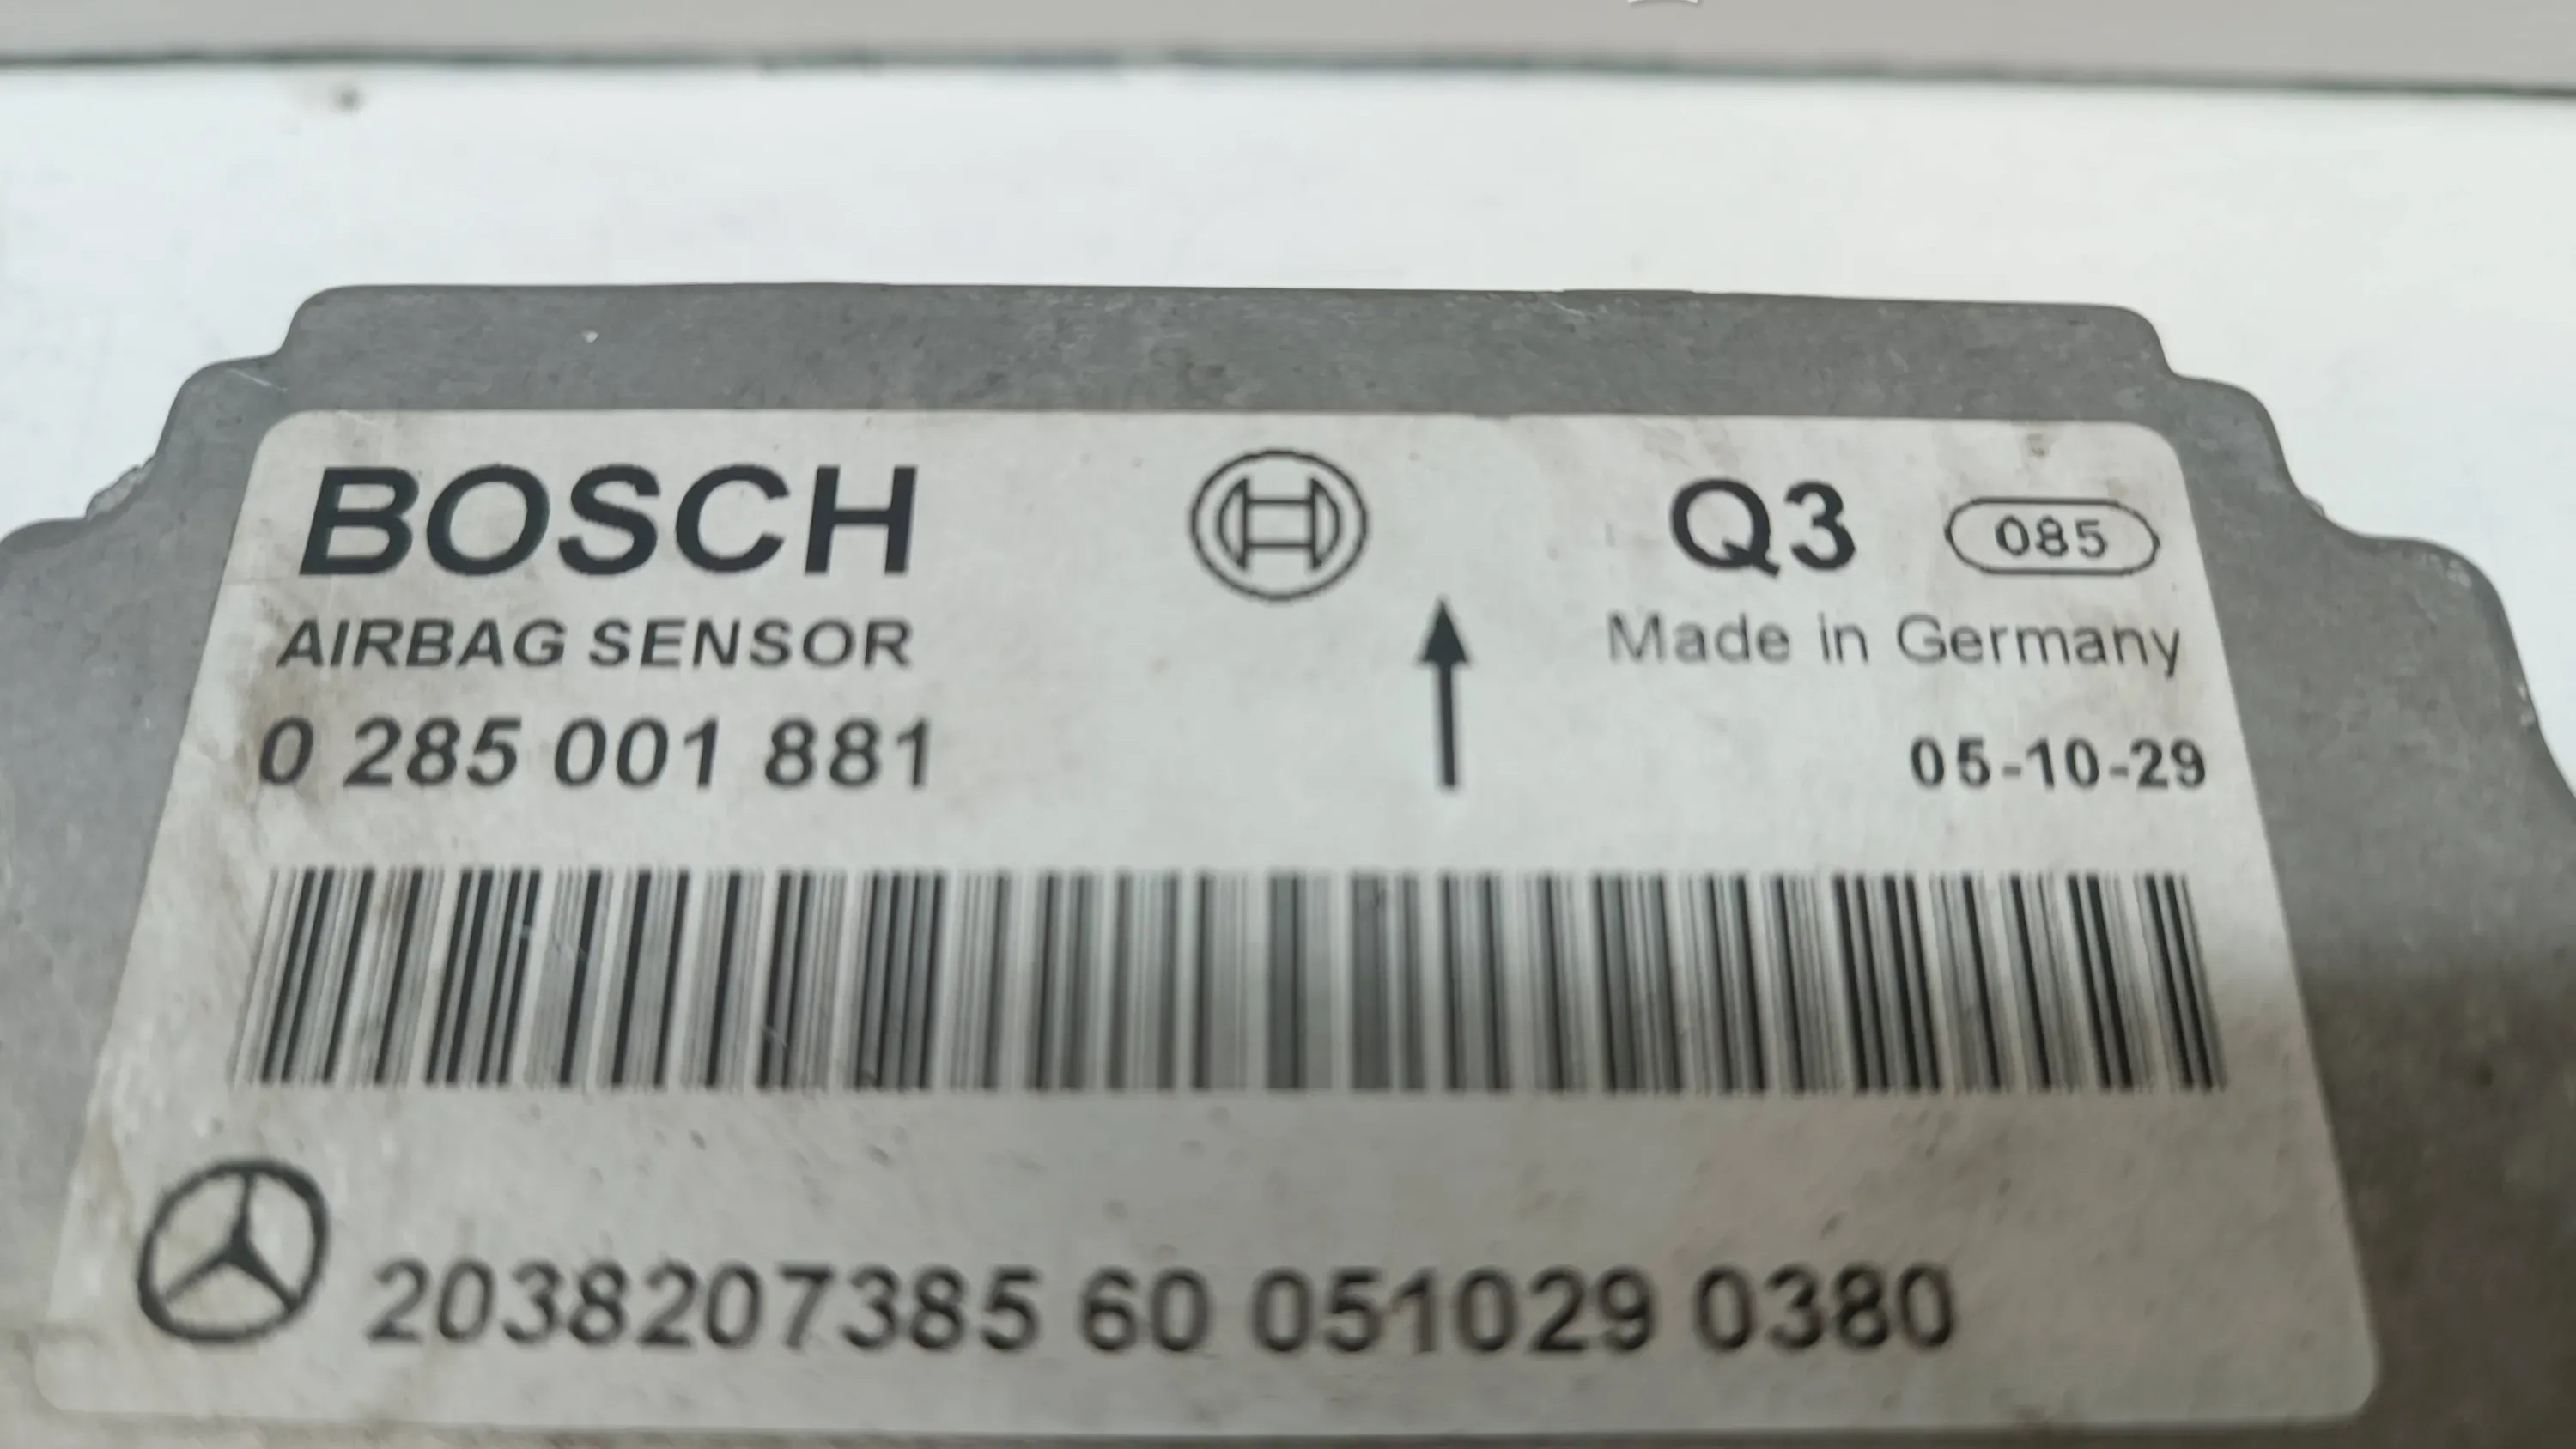 BOSCH Q3 085
AIRBAG SENSOR Made in Germany
0 285 001 881 05-10-29
2038207385 60 051029 0380